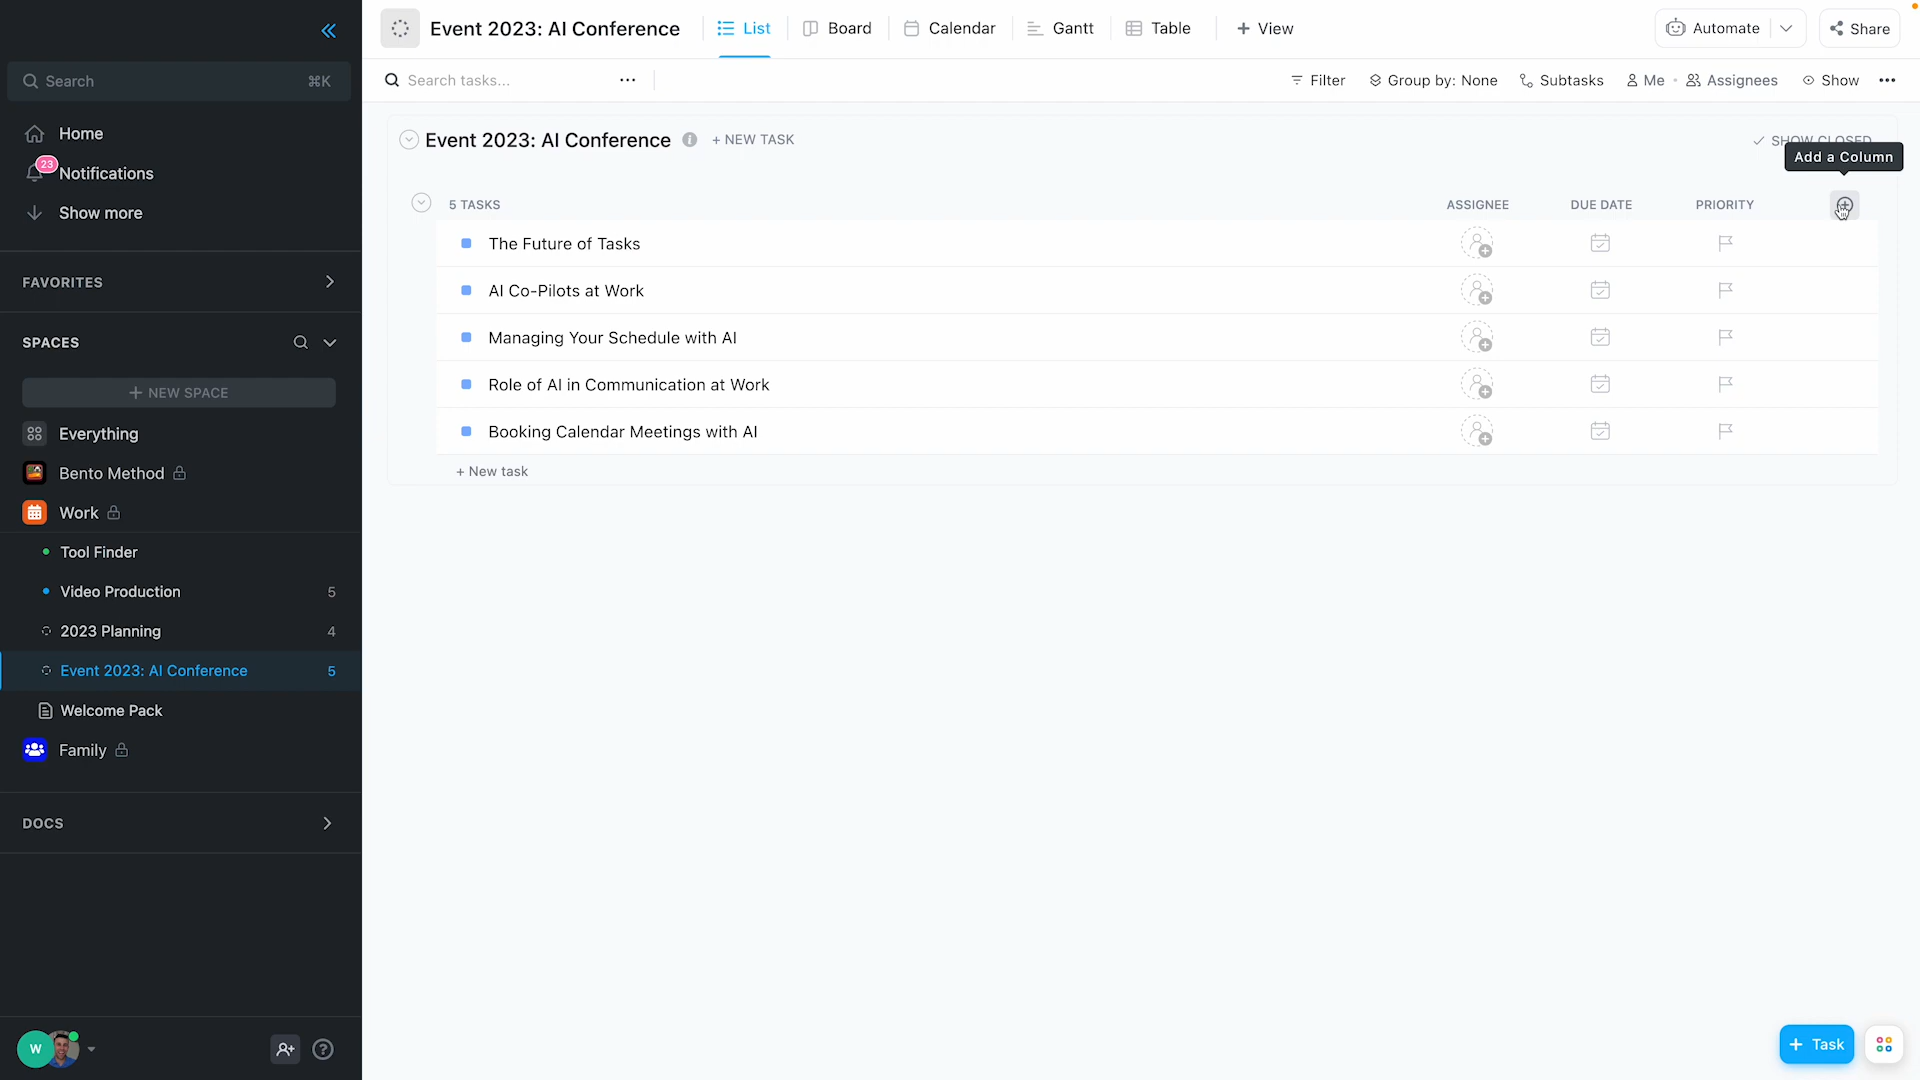 Search ⌘K
Home
23
Notifications
Show more
FAVORITES
SPACES
+ NEW SPACE
Everything
Bento Method
Work
Tool Finder
Video Production 5
2023 Planning 4
Event 2023: AI Conference 5
Welcome Pack
Family
DOCS
W
Event 2023: AI Conference List Board Calendar Gantt Table + View Automate Share
Search tasks... Filter Group by: None Subtasks Me Assignees Show
Event 2023: AI Conference + NEW TASK SHOW CLOSED
Add a Column
5 TASKS ASSIGNEE DUE DATE PRIORITY
The Future of Tasks
AI Co-Pilots at Work
Managing Your Schedule with AI
Role of AI in Communication at Work
Booking Calendar Meetings with AI
+ New task
+ Task